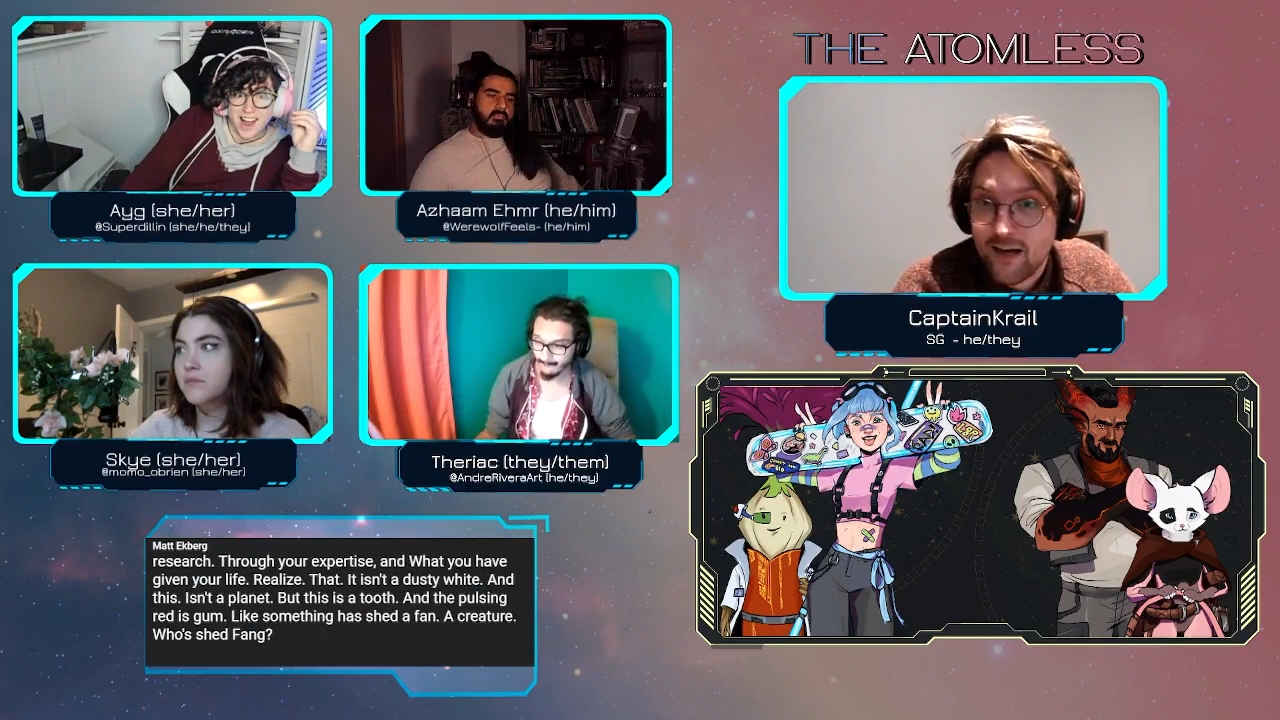 THE ATOMLESS
Ayg (she/her)
@Superdillin (she/he/they)
Azhaam Ehmr (he/him)
@WerewolfFeels- (he/him)
CaptainKrail
SG - he/they
Skye (she/her)
@momo_obrien (she/her)
Theriac (they/them)
@AndreRiveraArt (he/they)
Matt Ekberg
research. Through your expertise, and What you have
given your life. Realize. That. It isn't a dusty white. And
this. Isn't a planet. But this is a tooth. And the pulsing
red is gum. Like something has shed a fan. A creature.
Who's shed Fang?